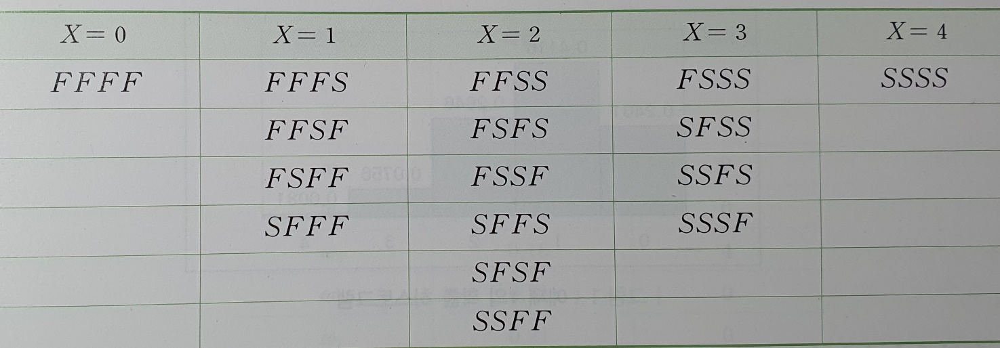 X = 0 X = 1 X = 2 X = 3 X = 4
FFFF FFFS FFSS FSSS SSSS
FFSF FSFS SFSS
FSFF FSSF SSFS
SFFF SFFS SSSF
SFSF
SSFF